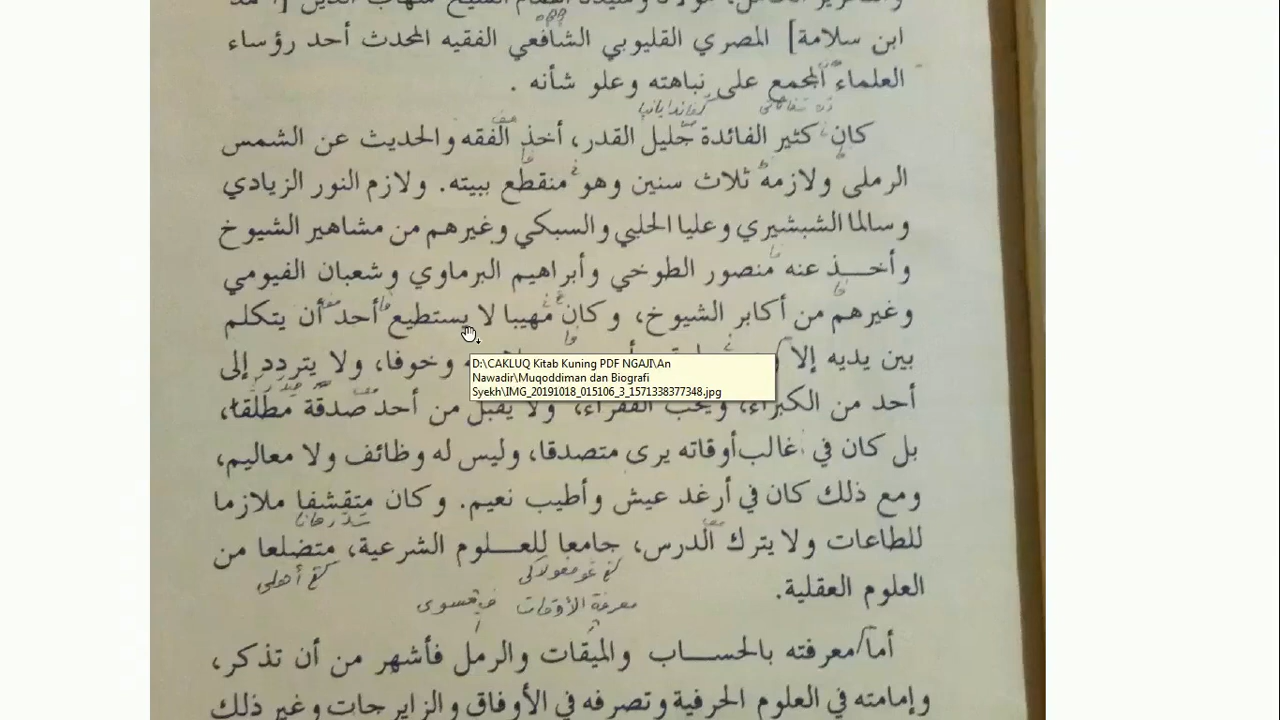 ابن سلامة] المصري القليوبي الشافعي الفقيه المحدث أحد رؤساء
العلماء المجمع على نباهته وعلو شأنه .
كان كثير الفائدة جليل القدر، أخذ الفقه والحديث عن الشمس
الرملى ولازمه ثلاث سنين وهو منقطع ببيته. ولازم النور الزيادي
وسالما الشبشيري وعليا الحلبي والسبكي وغيرهم من مشاهير الشيوخ
وأخذ عنه منصور الطوخي وأبراهيم البرماوي وشعبان الفيومي
وغيرهم من أكابر الشيوخ، وكان مهيبا لا يستطيع أحد أن يتكلم
بين يديه إلا وخوفا، ولا يتردد إلى
D:\CAKLUQ Kitab Kuning PDF NGAJI\An
Nawadir\Muqoddiman dan Biografi
Syekh\IMG_20191018_015106_3_1571338377348.jpg
أحد من الكبراء، ويحب الفقراء، ولا يقبل من أحد صدقة مطلقا،
بل كان في غالب أوقاته يرى متصدقا، وليس له وظائف ولا معاليم،
ومع ذلك كان في أرغد عيش وأطيب نعيم. وكان متقشفا ملازما
للطاعات ولا يترك الدرس، جامعا للعلوم الشرعية، متضلعا من
العلوم العقلية.
معرفة الأوقات
أما معرفته بالحساب والميقات والرمل فأشهر من أن تذكر،
وإمامته في العلوم الحرفية وتصرفه في الأوفاق والزايرجات وغير ذلك